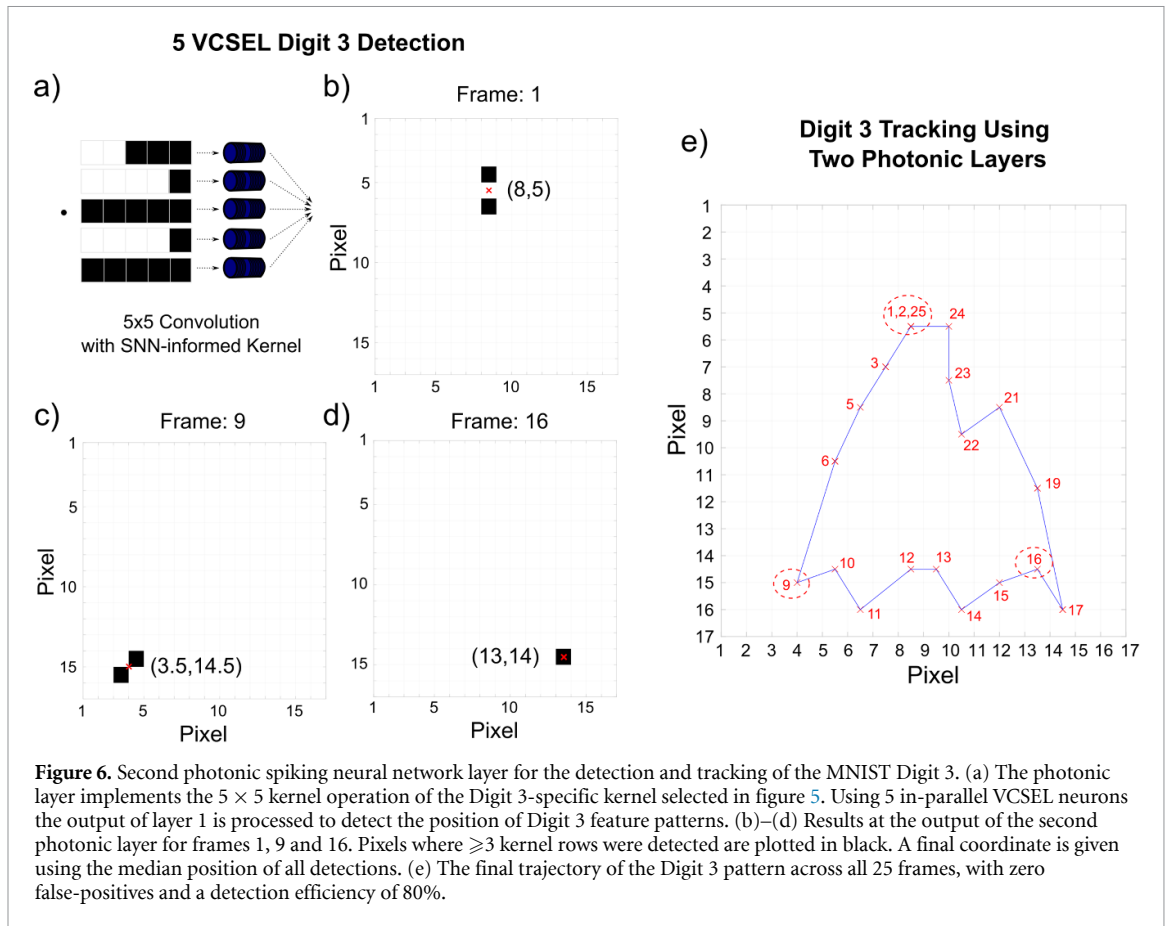 5 VCSEL Digit 3 Detection
a)
5x5 Convolution
with SNN-informed Kernel
b)
Frame: 1
1
5
10
15
Pixel
(8,5)
1
10
15
c)
Frame: 9
1
5
10
15
Pixel
(3.5,14.5)
1
5
10
15
Pixel
d)
Frame: 16
1
5
10
15
(13,14)
1
5
10
15
Pixel
e)
Digit 3 Tracking Using
Two Photonic Layers
1
2
3
4
5
6
7
8
9
10
11
12
13
14
15
16
17
Pixel
1,2,25
24
3
23
5
21
22
6
19
9
10
11
12
13
14
15
16
17
1 2 3 4 5 6 7 8 9 10 11 12 13 14 15 16 17
Pixel
Figure 6. Second photonic spiking neural network layer for the detection and tracking of the MNIST Digit 3. (a) The photonic
layer implements the 5 × 5 kernel operation of the Digit 3-specific kernel selected in figure 5. Using 5 in-parallel VCSEL neurons
the output of layer 1 is processed to detect the position of Digit 3 feature patterns. (b)–(d) Results at the output of the second
photonic layer for frames 1, 9 and 16. Pixels where ⩾3 kernel rows were detected are plotted in black. A final coordinate is given
using the median position of all detections. (e) The final trajectory of the Digit 3 pattern across all 25 frames, with zero
false-positives and a detection efficiency of 80%.